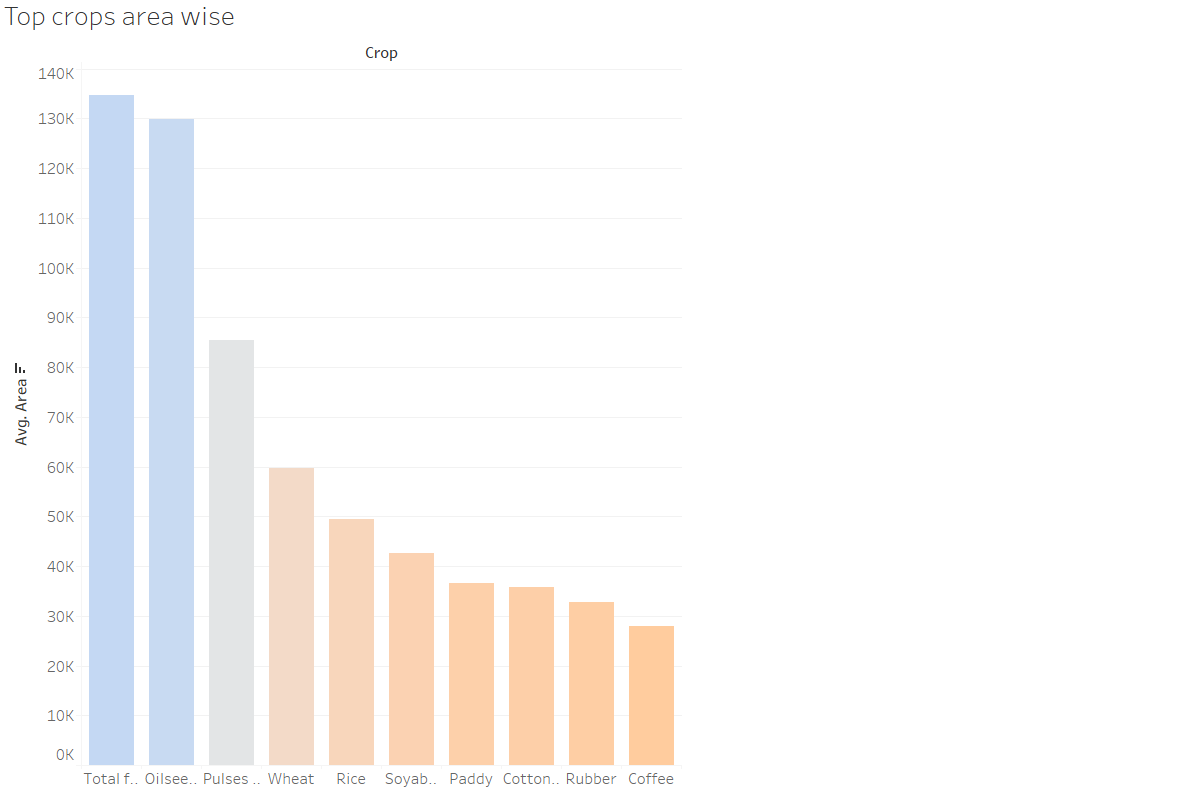 Top crops area wise
Crop
140K
130K
120K
110K
100K
90K
80K
70K
60K
50K
40K
30K
20K
10K
0K
Avg. Area
Total f.. Oilsee.. Pulses .. Wheat Rice Soyab.. Paddy Cotton.. Rubber Coffee